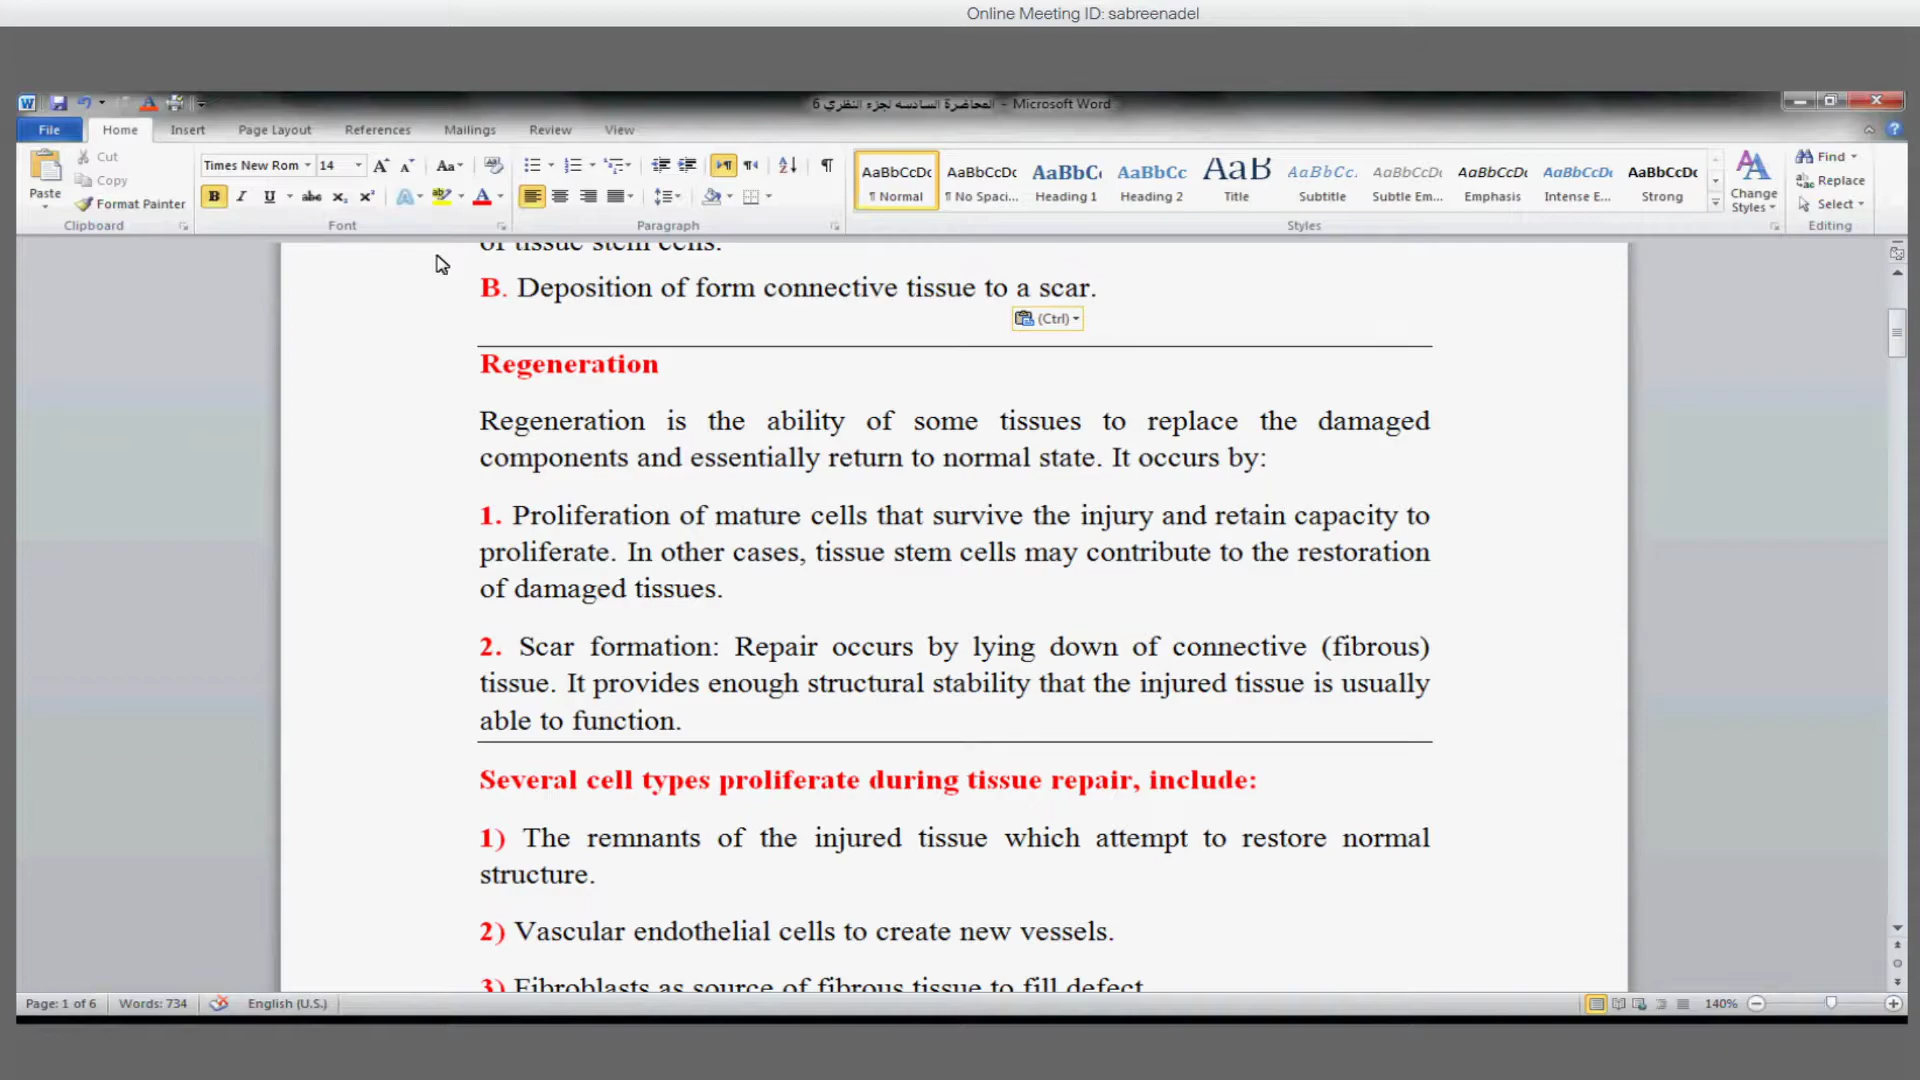 Online Meeting ID: sabreenadel
المحاضرة السادسه لجزء النظري 6 - Microsoft Word
File Home Insert Page Layout References Mailings Review View
Cut
Copy
Format Painter
Paste
Clipboard
Times New Rom 14
Font
Paragraph
AaBbCcDc AaBbCcDc AaBbC AaBbCc AaB AaBbCc. AaBbCcDc AaBbCcDc AaBbCcDc AaBbCcDc
¶ Normal ¶ No Spaci... Heading 1 Heading 2 Title Subtitle Subtle Em... Emphasis Intense E... Strong
Styles
Change
Styles
Find
Replace
Select
Editing
of tissue stem cells.
B. Deposition of form connective tissue to a scar.
(Ctrl)
Regeneration
Regeneration is the ability of some tissues to replace the damaged
components and essentially return to normal state. It occurs by:
1. Proliferation of mature cells that survive the injury and retain capacity to
proliferate. In other cases, tissue stem cells may contribute to the restoration
of damaged tissues.
2. Scar formation: Repair occurs by lying down of connective (fibrous)
tissue. It provides enough structural stability that the injured tissue is usually
able to function.
Several cell types proliferate during tissue repair, include:
1) The remnants of the injured tissue which attempt to restore normal
structure.
2) Vascular endothelial cells to create new vessels.
3) Fibroblasts as source of fibrous tissue to fill defect.
Page: 1 of 6 Words: 734 English (U.S.) 140%